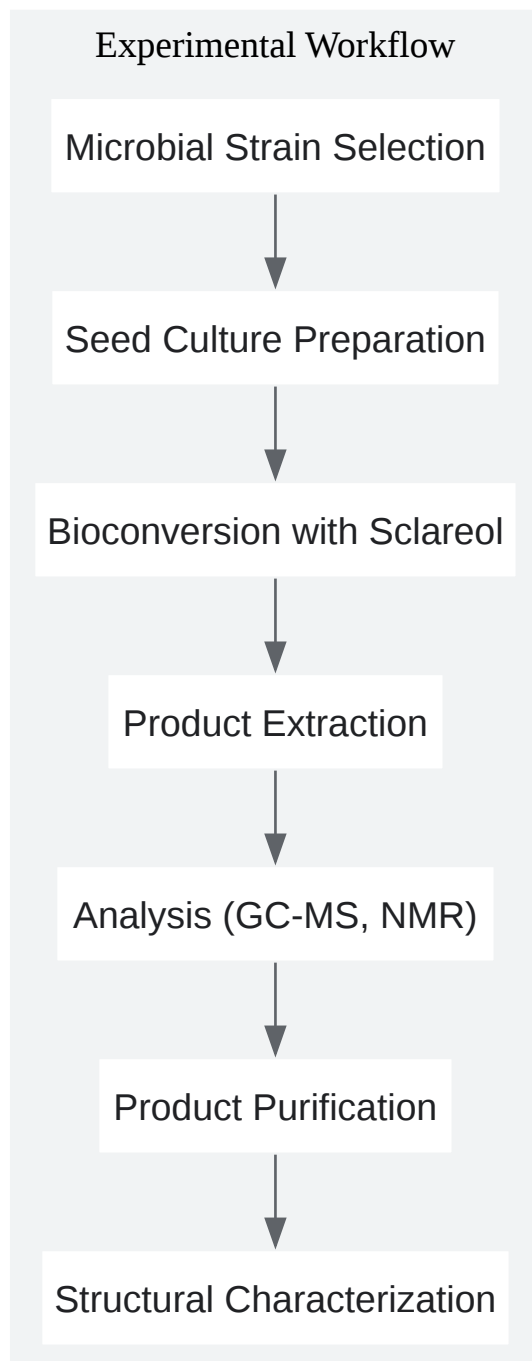 Experimental Workflow
Microbial Strain Selection
Seed Culture Preparation
Bioconversion with Sclareol
Product Extraction
Analysis (GC-MS, NMR)
Product Purification
Structural Characterization